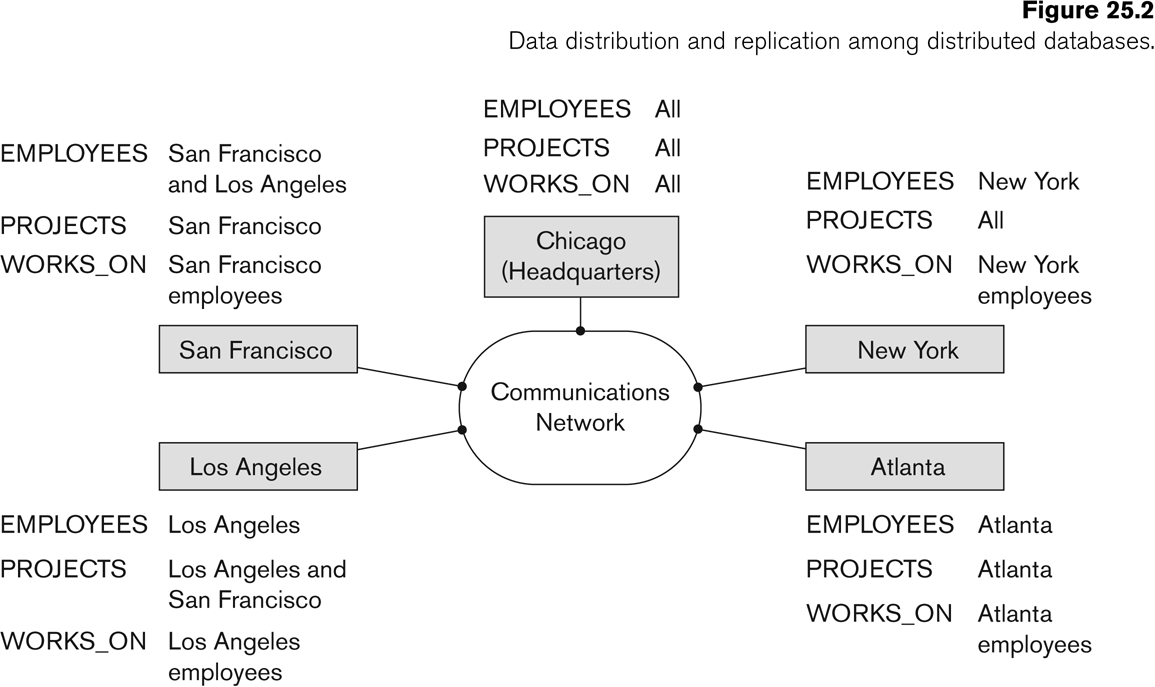 Figure 25.2
Data distribution and replication among distributed databases.
EMPLOYEES All
PROJECTS All
WORKS_ON All
Chicago
(Headquarters)
EMPLOYEES San Francisco
and Los Angeles
PROJECTS San Francisco
WORKS_ON San Francisco
employees
San Francisco
EMPLOYEES New York
PROJECTS All
WORKS_ON New York
employees
New York
Communications
Network
Los Angeles
EMPLOYEES Los Angeles
PROJECTS Los Angeles and
San Francisco
WORKS_ON Los Angeles
employees
Atlanta
EMPLOYEES Atlanta
PROJECTS Atlanta
WORKS_ON Atlanta
employees